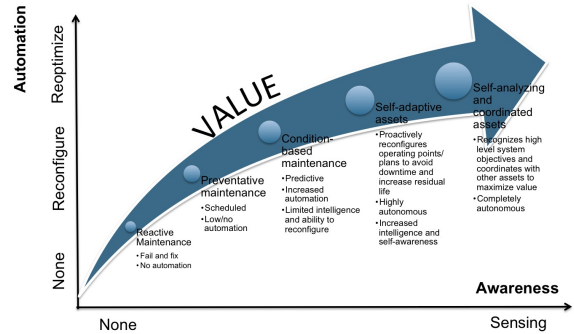 Automation
Reoptimize
Reconfigure
None
VALUE
Reactive
Maintenance
• Fail and fix
• No automation
Preventative
maintenance
• Scheduled
• Low/no
automation
Condition-
based
maintenance
• Predictive
• Increased
automation
• Limited intelligence
and ability to
reconfigure
Self-adaptive
assets
• Proactively
reconfigures
operating points/
plans to avoid
downtime and
increase residual
life
• Highly
autonomous
• Increased
intelligence and
self-awareness
Self-analyzing
and
coordinated
assets
• Recognizes high
level system
objectives and
coordinates with
other assets to
maximize value
• Completely
autonomous
Awareness
None
Sensing